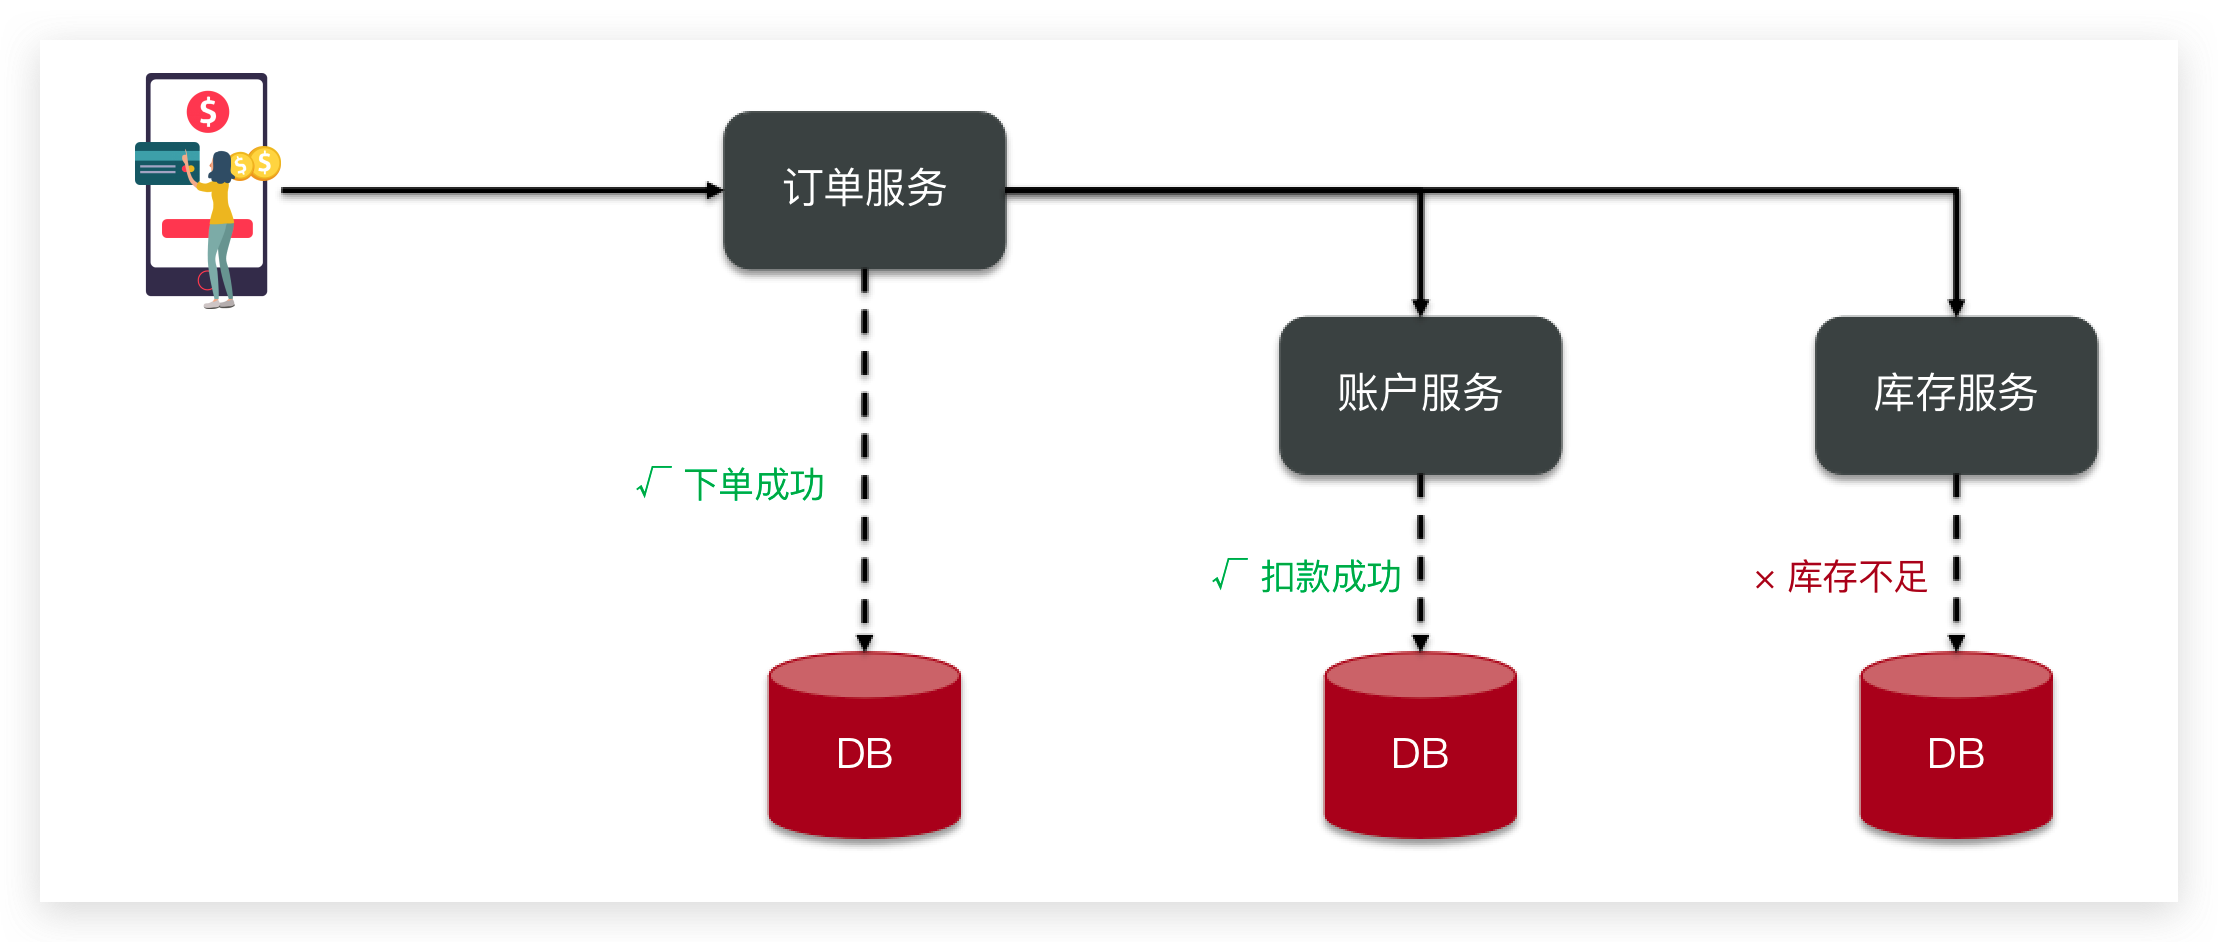 订单服务
账户服务
库存服务
√ 下单成功
√ 扣款成功
× 库存不足
DB
DB
DB